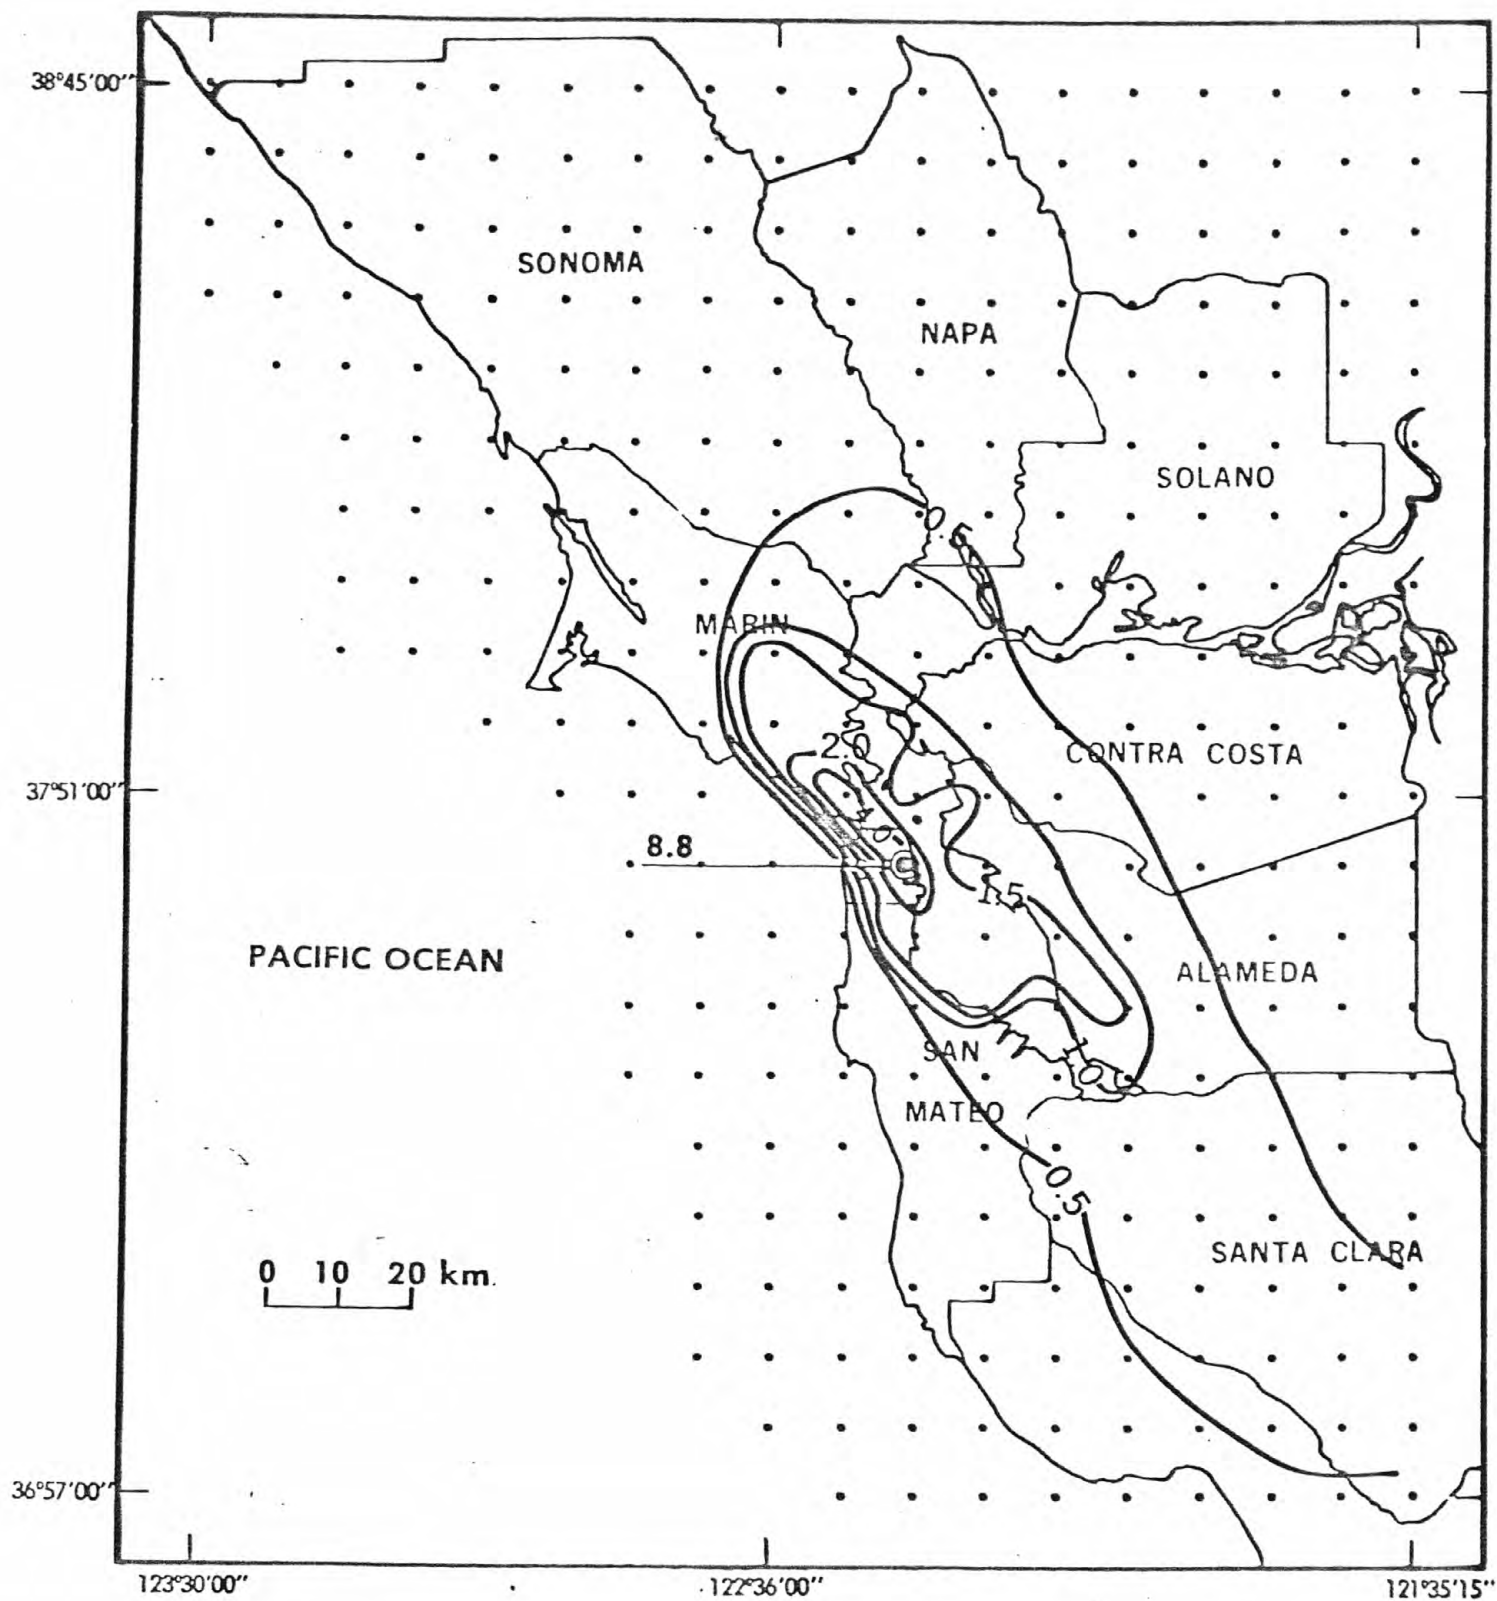 38°45'00"
SONOMA
NAPA
SOLANO
0.5
MARIN
2.0
CONTRA COSTA
37°51'00"
4.0
8.8
1.5
PACIFIC OCEAN
ALAMEDA
SAN
1.0
MATEO
0.5
SANTA CLARA
0 10 20 km.
36°57'00"
123°30'00"
122°36'00"
121°35'15"